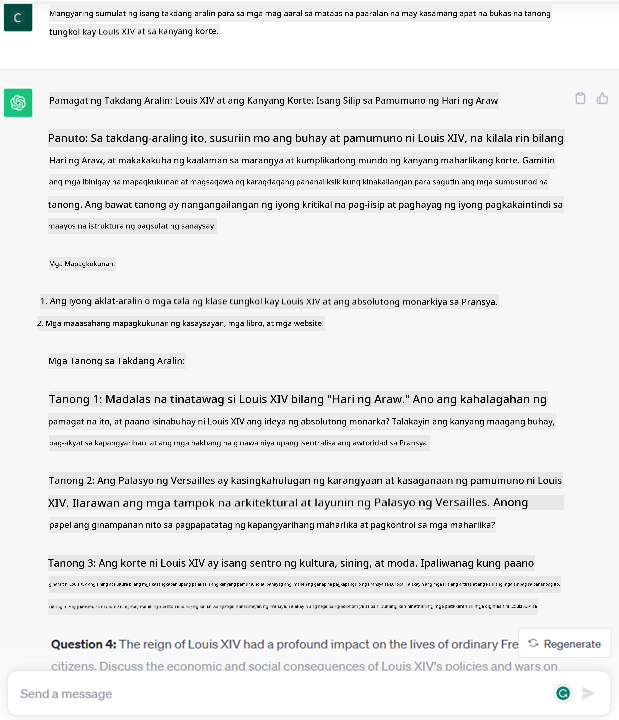 C
Mangyaring sumulat ng isang takdang aralin para sa mga mag aaral sa mataas na paaralan na may kasamang apat na bukas na tanong
tungkol kay Louis XIV at sa kanyang korte.
Pamagat ng Takdang Aralin: Louis XIV at ang Kanyang Korte: Isang Silip sa Pamumuno ng Hari ng Araw
Panuto: Sa takdang-araling ito, susuriin mo ang buhay at pamumuno ni Louis XIV, na kilala rin bilang
Hari ng Araw, at makakakuha ng kaalaman sa marangya at kumplikadong mundo ng kanyang maharlikang korte. Gamitin
ang mga ibinigay na mapagkukunan at magsagawa ng karagdagang pananaliksik kung kinakailangan para sagutin ang mga sumusunod na
tanong. Ang bawat tanong ay nangangailangan ng iyong kritikal na pag-iisip at paghayag ng iyong pagkakaintindi sa
maayos na istruktura ng pagsulat ng sanaysay.
Mga Mapagkukunan:
1. Ang iyong aklat-aralin o mga tala ng klase tungkol kay Louis XIV at ang absolutong monarkiya sa Pransya.
2. Mga maaasahang mapagkukunan ng kasaysayan, mga libro, at mga website.
Mga Tanong sa Takdang Aralin:
Tanong 1: Madalas na tinatawag si Louis XIV bilang "Hari ng Araw." Ano ang kahalagahan ng
pamagat na ito, at paano isinabuhay ni Louis XIV ang ideya ng absolutong monarka? Talakayin ang kanyang maagang buhay,
pag-akyat sa kapangyarihan, at ang mga hakbang na ginawa niya upang isentralisa ang awtoridad sa Pransya.
Tanong 2: Ang Palasyo ng Versailles ay kasingkahulugan ng karangyaan at kasaganaan ng pamumuno ni Louis
XIV. Ilarawan ang mga tampok na arkitektural at layunin ng Palasyo ng Versailles. Anong
papel ang ginampanan nito sa pagpapatatag ng kapangyarihang maharlika at pagkontrol sa mga maharlika?
Tanong 3: Ang korte ni Louis XIV ay isang sentro ng kultura, sining, at moda. Ipaliwanag kung paano
Question 4: The reign of Louis XIV had a profound impact on the lives of ordinary Fre
Regenerate
citizens. Discuss the economic and social consequences of Louis XIV's policies and wars on
Send a message